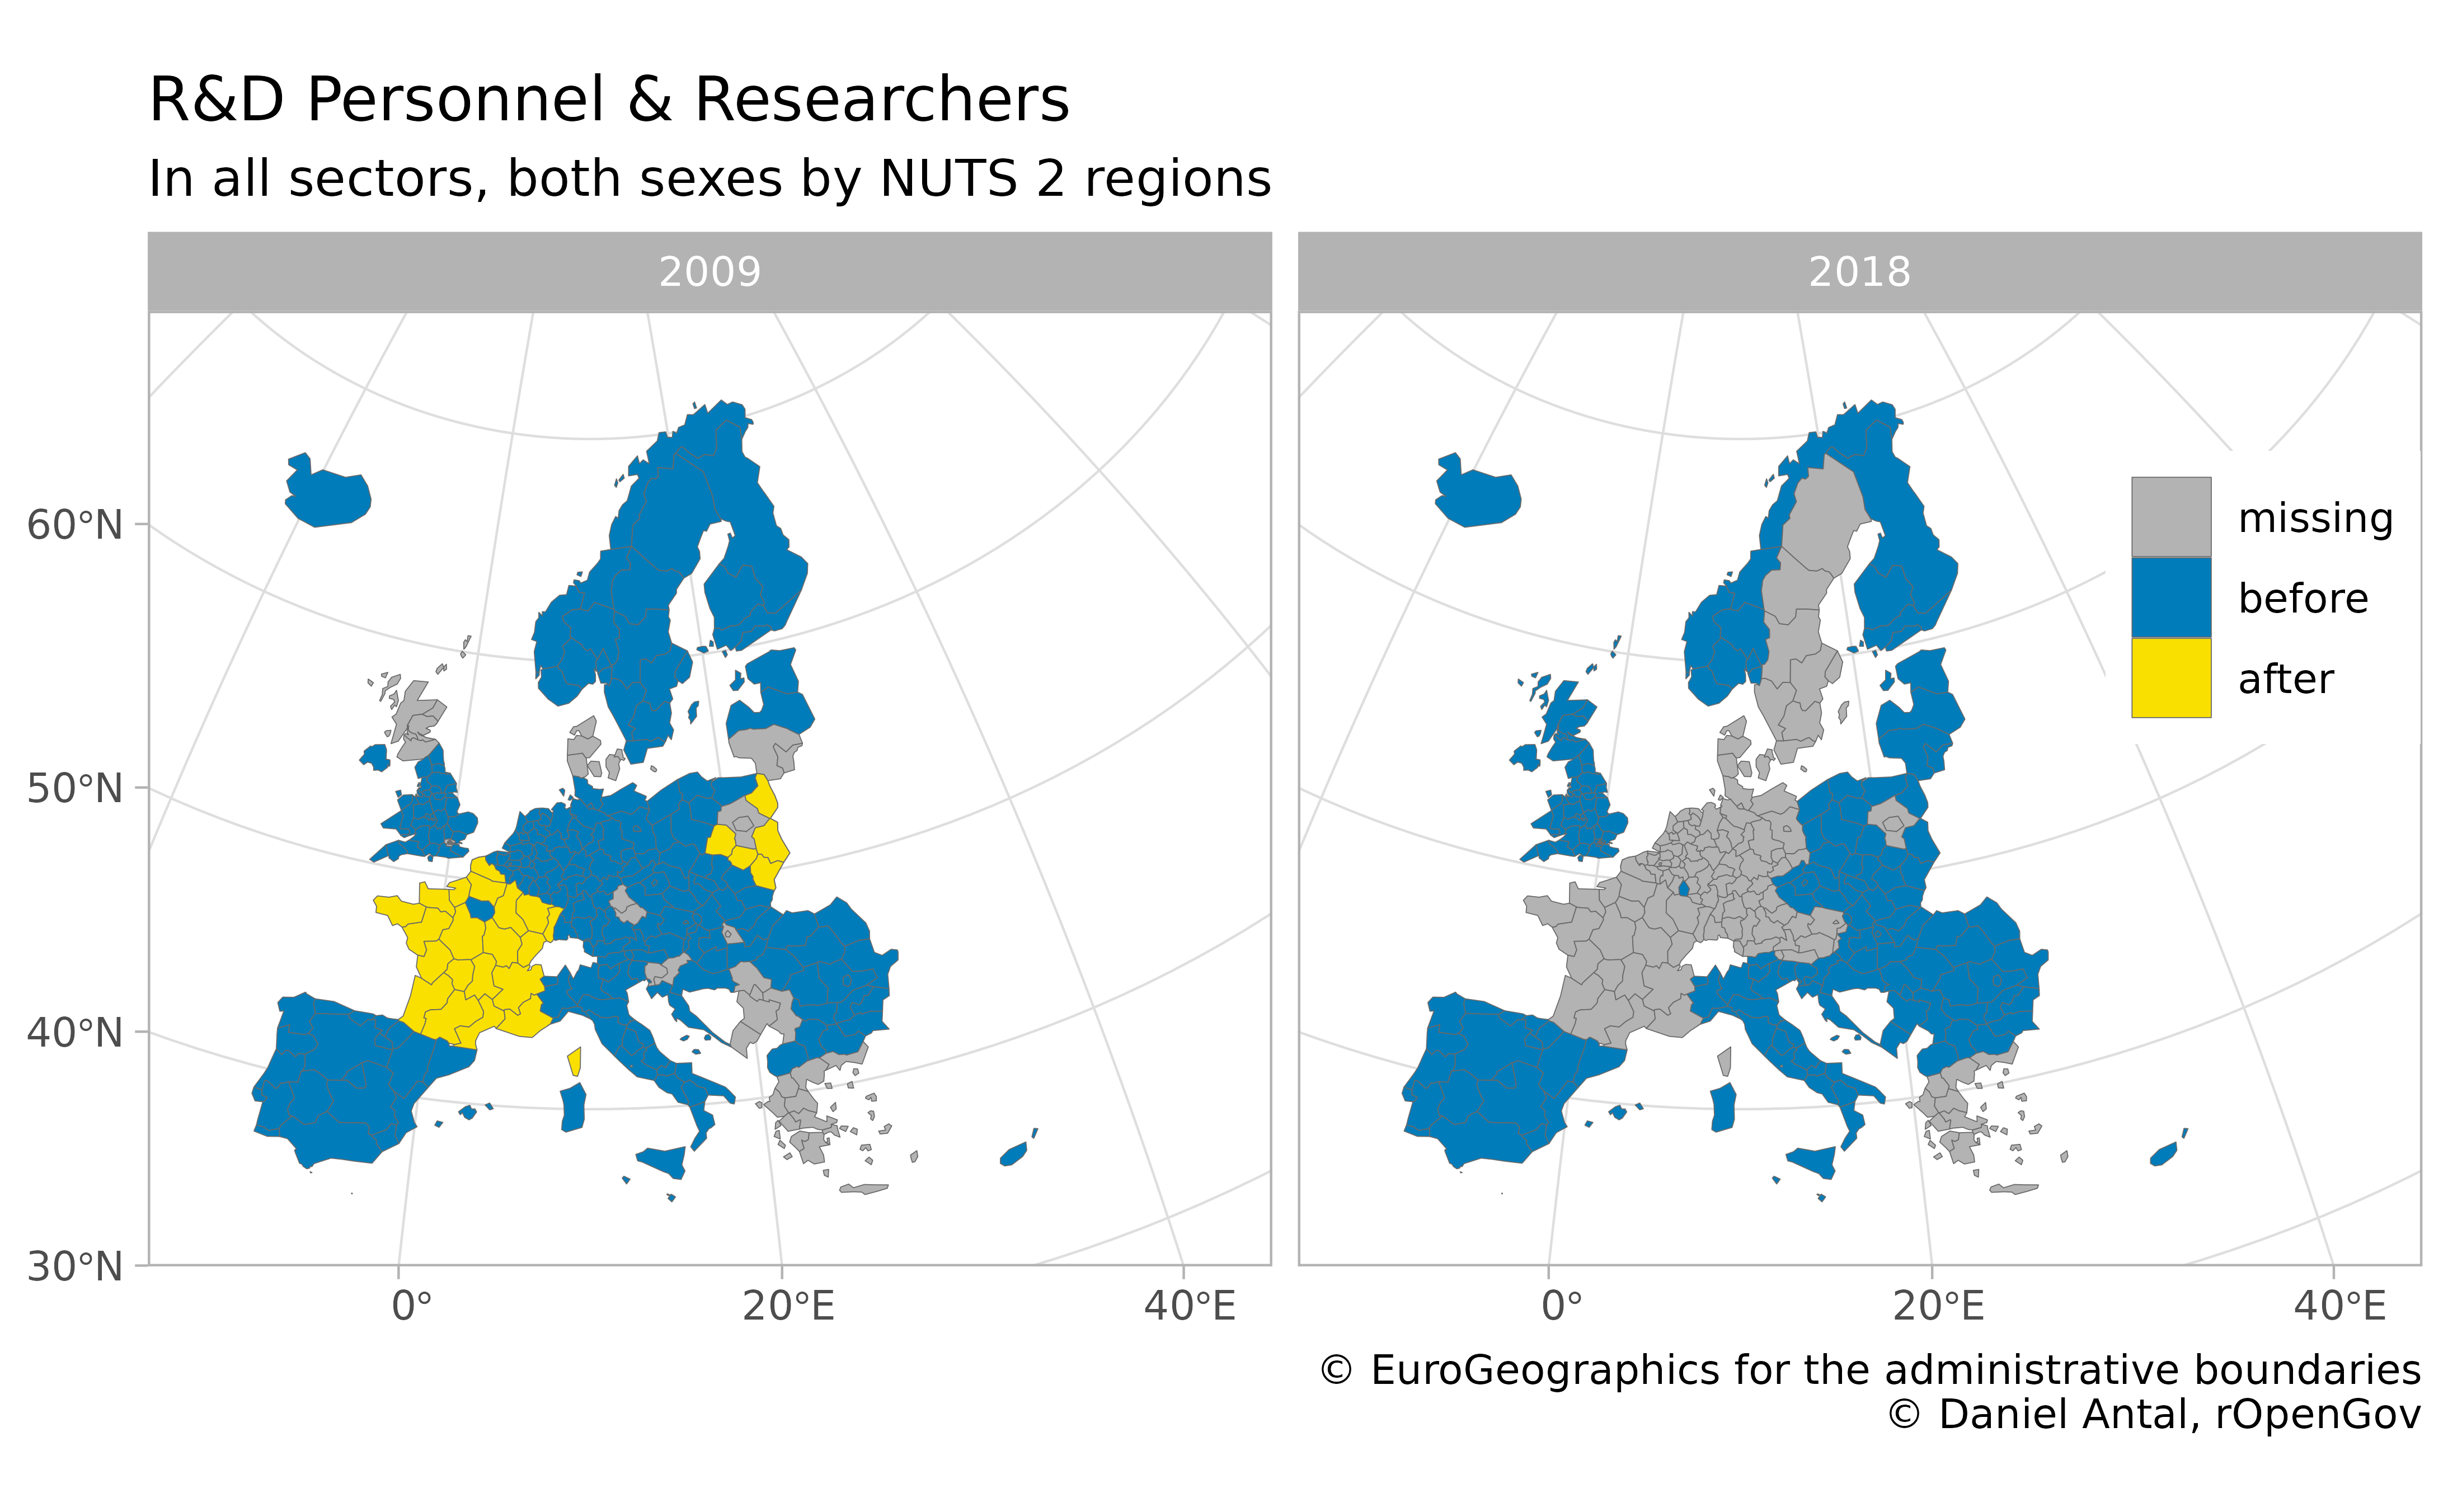 R&D Personnel & Researchers
In all sectors, both sexes by NUTS 2 regions
2009
2018
missing
before
after
60°N
50°N
40°N
30°N
0°
20°E
40°E
0°
20°E
40°E
© EuroGeographics for the administrative boundaries
© Daniel Antal, rOpenGov